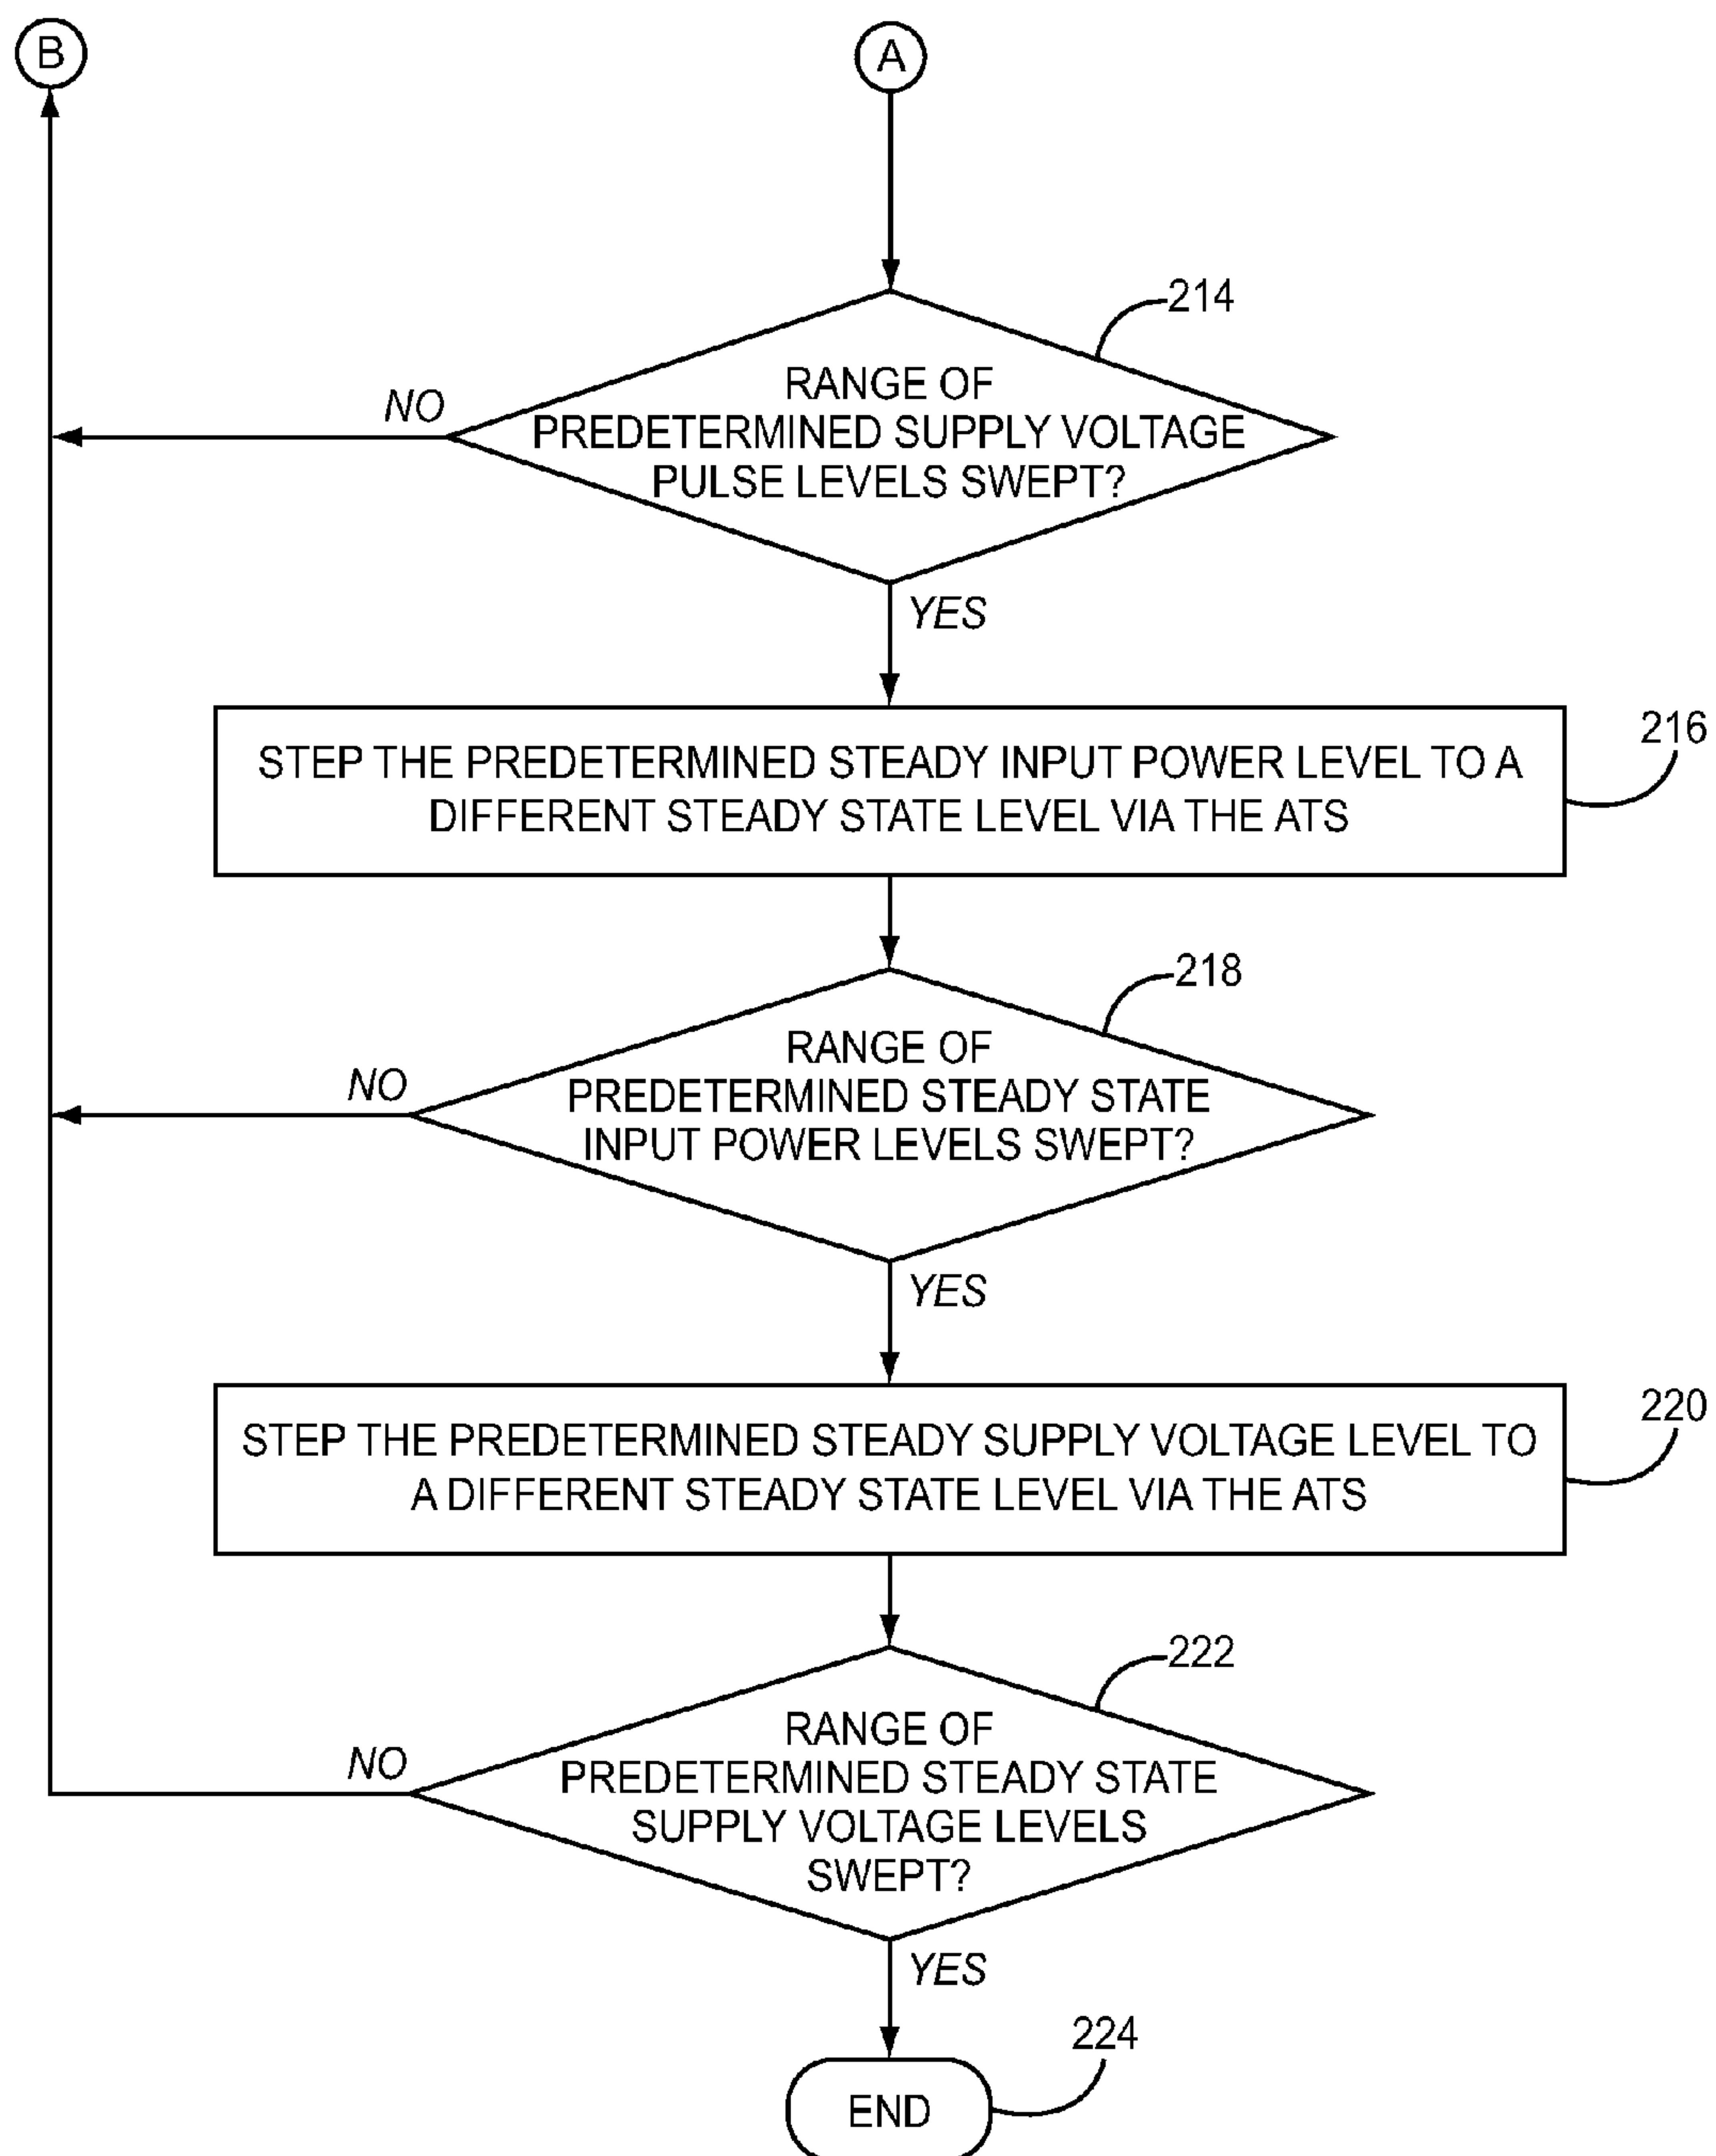 B
A
214
RANGE OF
PREDETERMINED SUPPLY VOLTAGE
PULSE LEVELS SWEPT?
NO
YES
216
STEP THE PREDETERMINED STEADY INPUT POWER LEVEL TO A
DIFFERENT STEADY STATE LEVEL VIA THE ATS
218
RANGE OF
PREDETERMINED STEADY STATE
INPUT POWER LEVELS SWEPT?
NO
YES
220
STEP THE PREDETERMINED STEADY SUPPLY VOLTAGE LEVEL TO
A DIFFERENT STEADY STATE LEVEL VIA THE ATS
222
RANGE OF
PREDETERMINED STEADY STATE
SUPPLY VOLTAGE LEVELS
SWEPT?
NO
YES
224
END